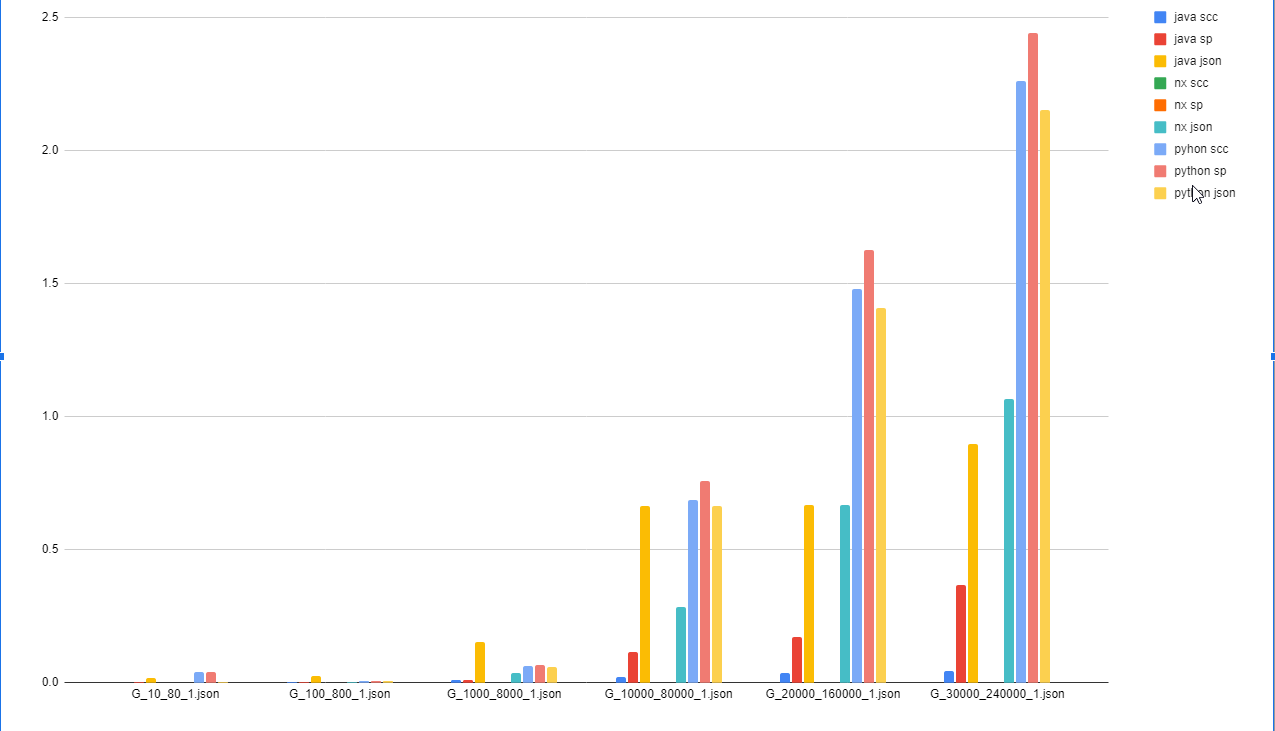 2.5
2.0
1.5
1.0
0.5
0.0
G_10_80_1.json
G_100_800_1.json
G_1000_8000_1.json
G_10000_80000_1.json
G_20000_160000_1.json
G_30000_240000_1.json
java scc
java sp
java json
nx scc
nx sp
nx json
pyhon scc
python sp
python json